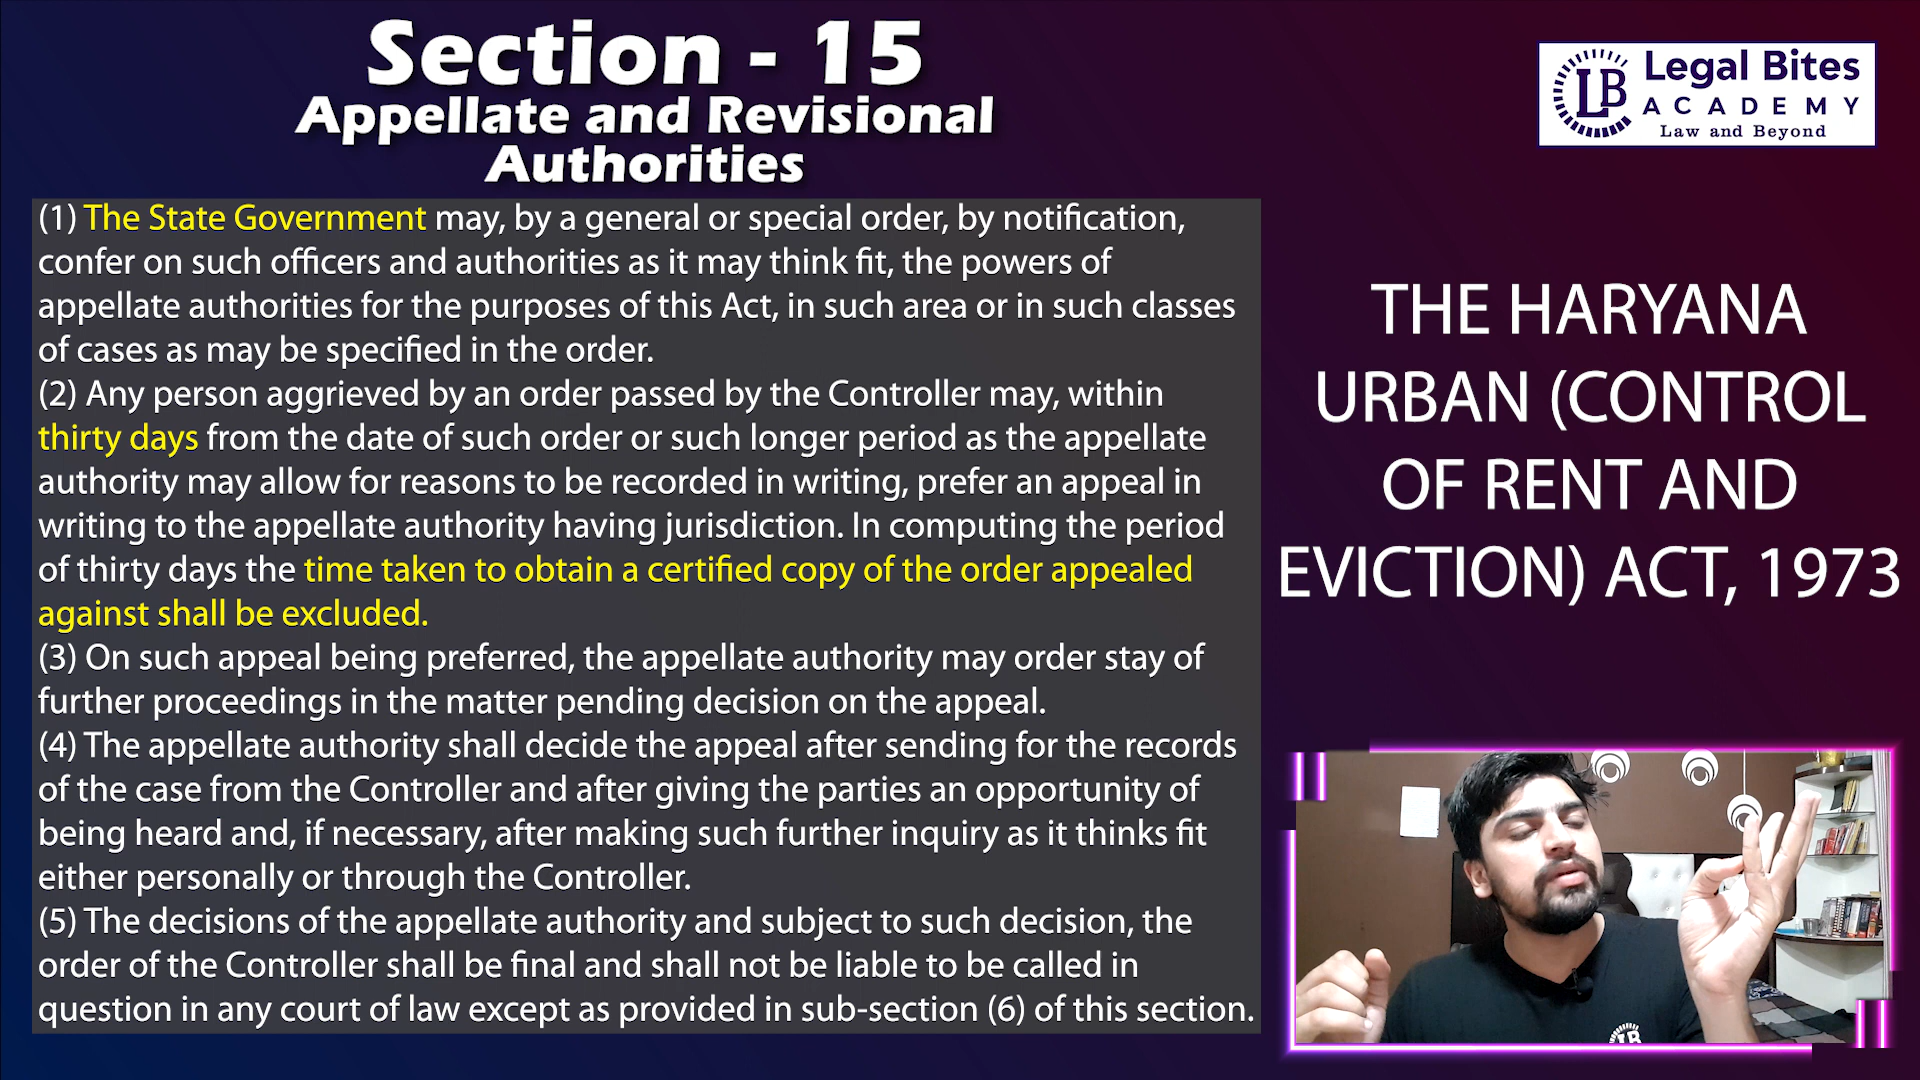 Section - 15
Appellate and Revisional
Authorities
(1) The State Government may, by a general or special order, by notification,
confer on such officers and authorities as it may think fit, the powers of
appellate authorities for the purposes of this Act, in such area or in such classes
of cases as may be specified in the order.
(2) Any person aggrieved by an order passed by the Controller may, within
thirty days from the date of such order or such longer period as the appellate
authority may allow for reasons to be recorded in writing, prefer an appeal in
writing to the appellate authority having jurisdiction. In computing the period
of thirty days the time taken to obtain a certified copy of the order appealed
against shall be excluded.
(3) On such appeal being preferred, the appellate authority may order stay of
further proceedings in the matter pending decision on the appeal.
(4) The appellate authority shall decide the appeal after sending for the records
of the case from the Controller and after giving the parties an opportunity of
being heard and, if necessary, after making such further inquiry as it thinks fit
either personally or through the Controller.
(5) The decisions of the appellate authority and subject to such decision, the
order of the Controller shall be final and shall not be liable to be called in
question in any court of law except as provided in sub-section (6) of this section.
LB
Legal Bites
ACADEMY
Law and Beyond
THE HARYANA
URBAN (CONTROL
OF RENT AND
EVICTION) ACT, 1973
LB